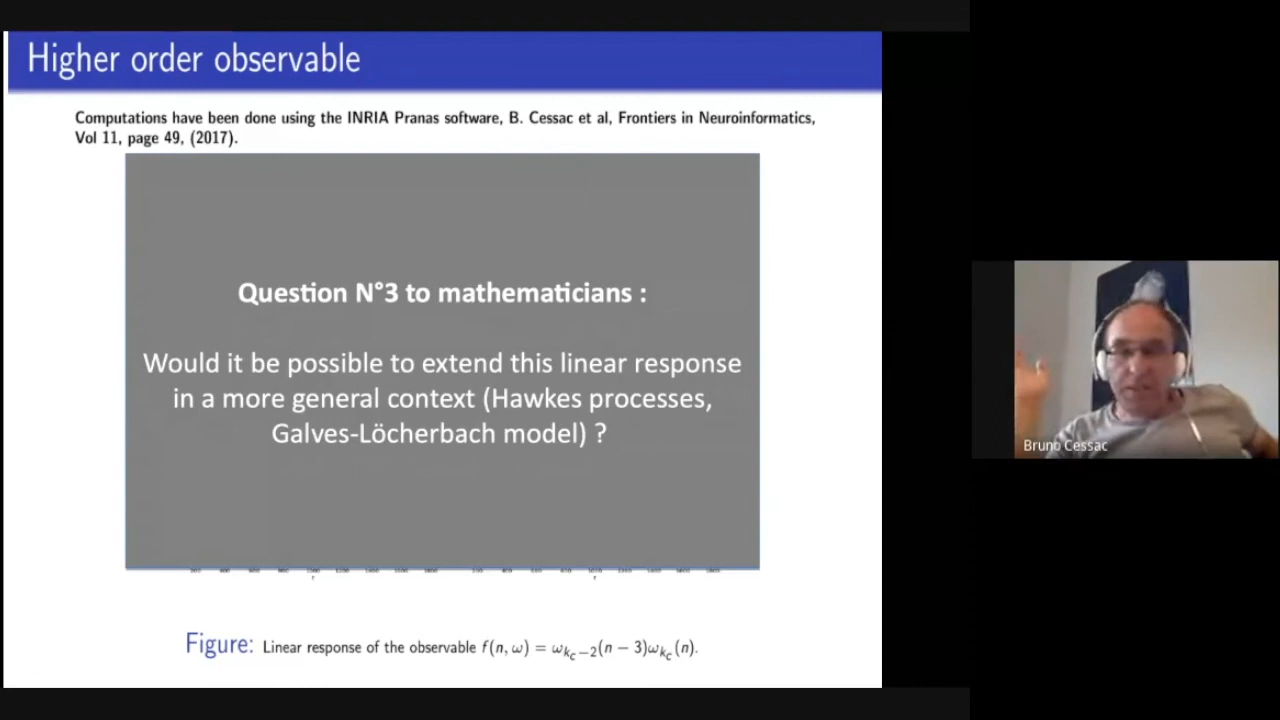 Higher order observable
Computations have been done using the INRIA Pranas software, B. Cessac et al, Frontiers in Neuroinformatics,
Vol 11, page 49, (2017).
Question N°3 to mathematicians :
Would it be possible to extend this linear response
in a more general context (Hawkes processes,
Galves-Löcherbach model) ?
Figure: Linear response of the observable f(n, ω) = ω_{k_c−2}(n − 3)ω_{k_c}(n).
Bruno Cessac